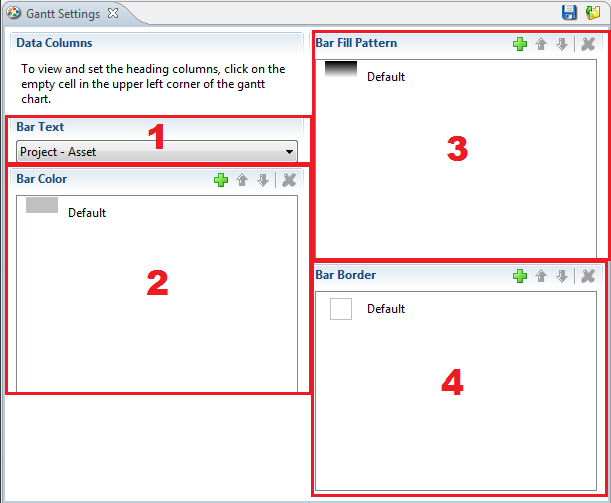 Gantt Settings
Data Columns
To view and set the heading columns, click on the
empty cell in the upper left corner of the gantt
chart.
Bar Text
1
Project - Asset
Bar Color
Default
2
Bar Fill Pattern
Default
3
Bar Border
Default
4